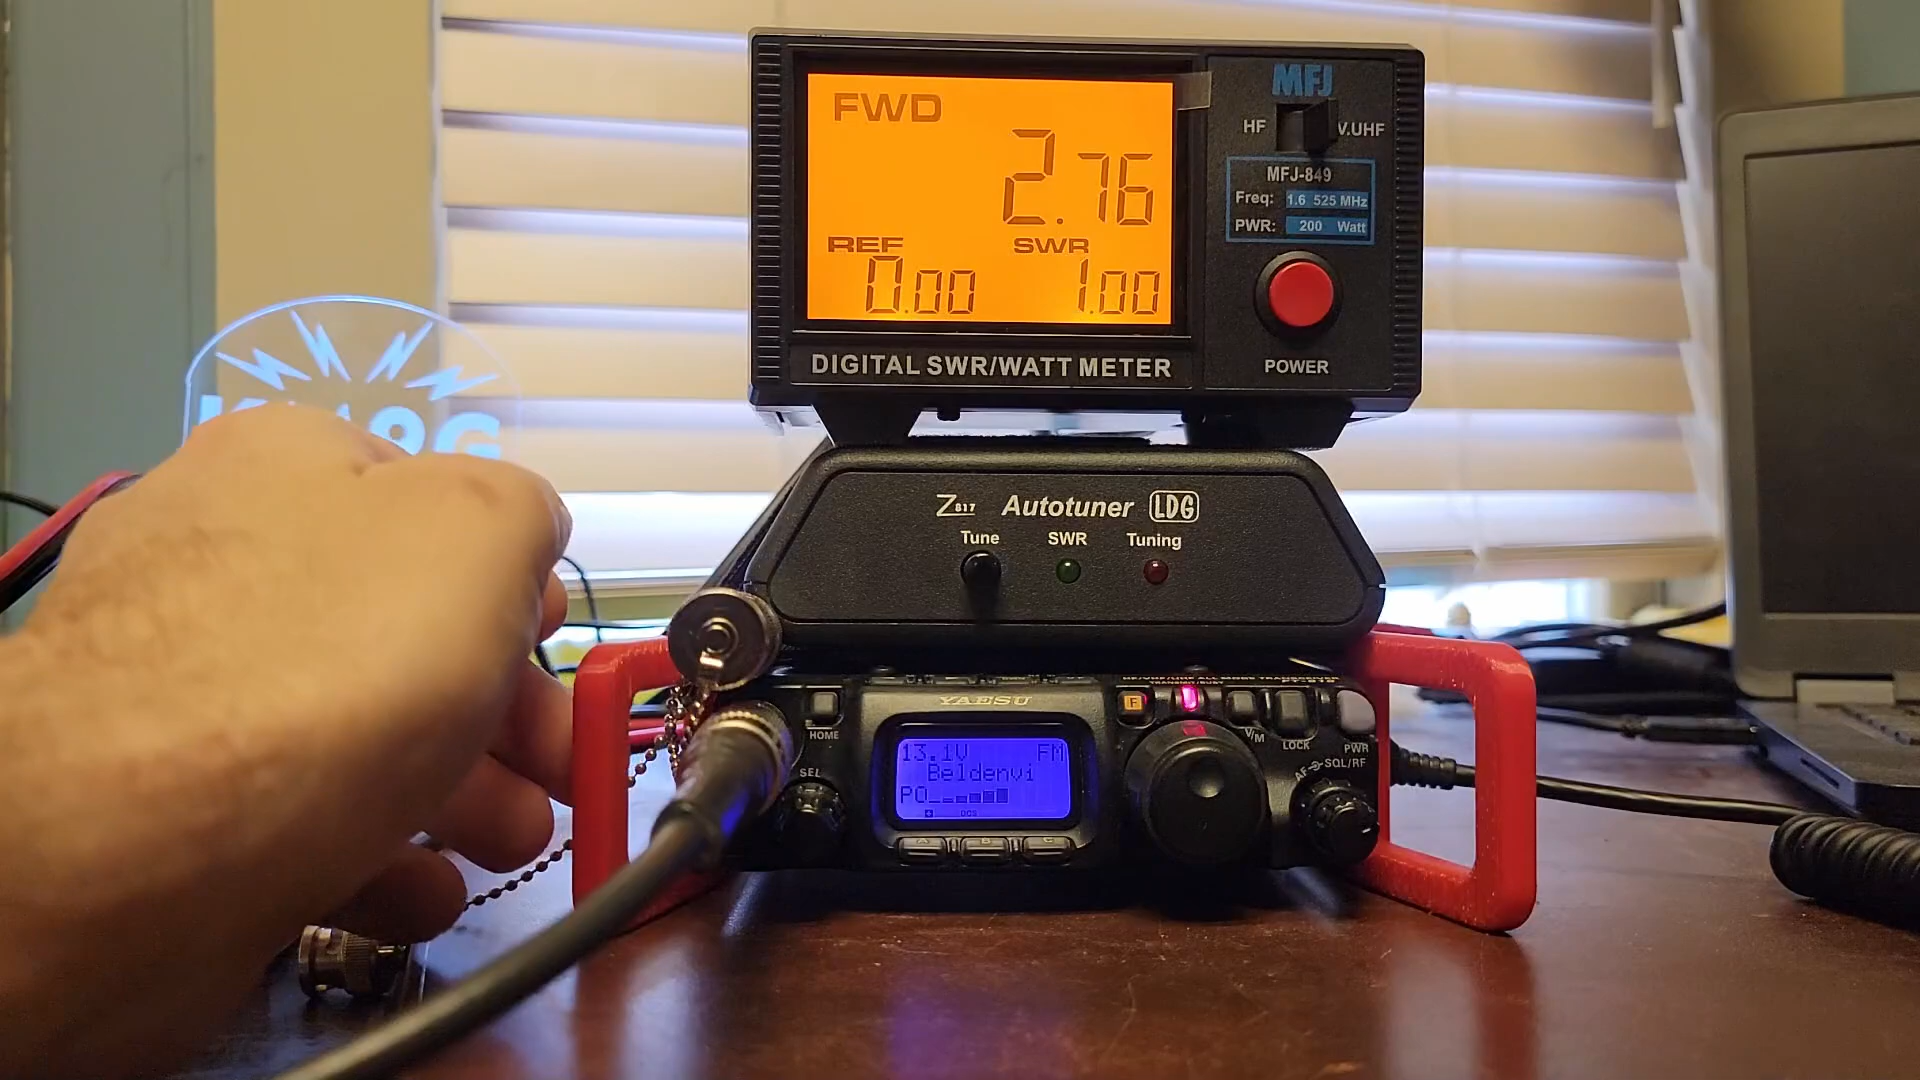 FWD
2.76
REF
0.00
SWR
1.00
DIGITAL SWR/WATT METER
MFJ
HF
V.UHF
MFJ-849
Freq: 1.6 525 MHz
PWR: 200 Watt
POWER
9G
Z817 Autotuner LDG
Tune SWR Tuning
YAESU
HOME
F
V/M
LOCK
PWR
SEL
AF
SQL/RF
13.1V FM
Beldenvi
PO
A B C